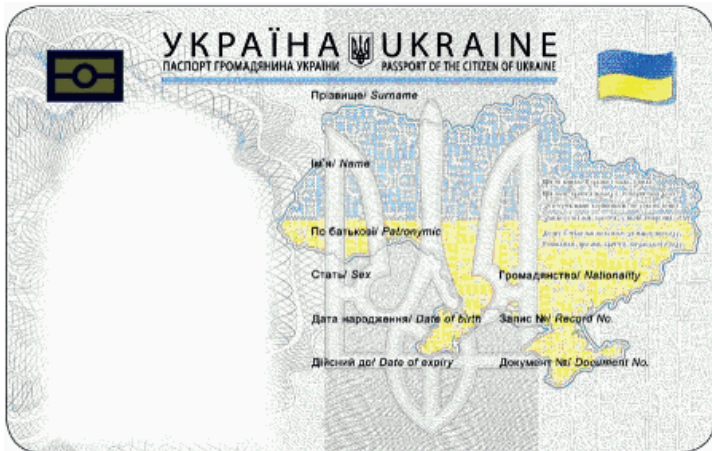 УКРАЇНА UKRAINE
ПАСПОРТ ГРОМАДЯНИНА УКРАЇНИ PASSPORT OF THE CITIZEN OF UKRAINE
Прізвище/ Surname
Ім'я/ Name
По батькові/ Patronymic
Стать/ Sex Громадянство/ Nationality
Дата народження/ Date of birth Запис №/ Record No.
Дійсний до/ Date of expiry Документ №/ Document No.